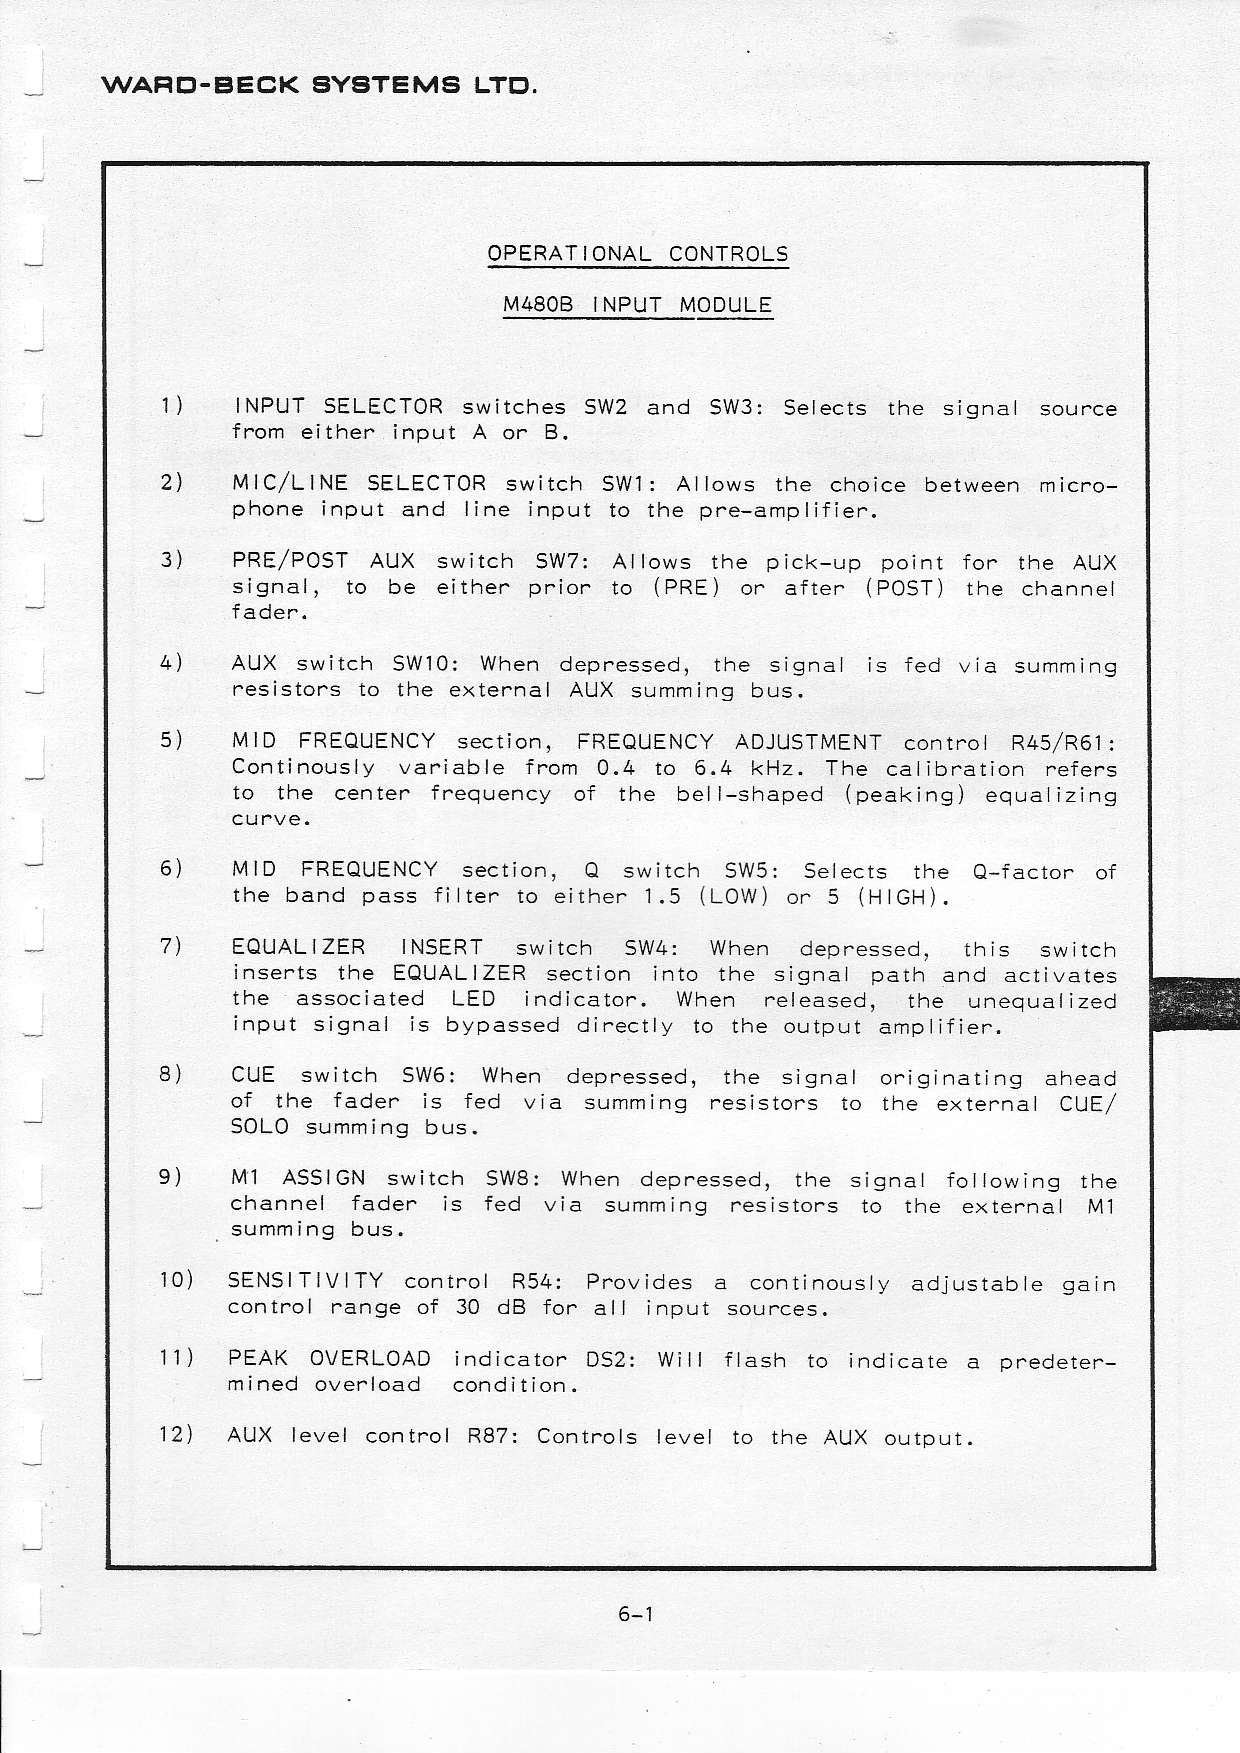 WARD-BECK SYSTEMS LTD.
OPERATIONAL CONTROLS
M480B INPUT MODULE
1) INPUT SELECTOR switches SW2 and SW3: Selects the signal source
from either input A or B.
2) MIC/LINE SELECTOR switch SW1: Allows the choice between micro-
phone input and line input to the pre-amplifier.
3) PRE/POST AUX switch SW7: Allows the pick-up point for the AUX
signal, to be either prior to (PRE) or after (POST) the channel
fader.
4) AUX switch SW10: When depressed, the signal is fed via summing
resistors to the external AUX summing bus.
5) MID FREQUENCY section, FREQUENCY ADJUSTMENT control R45/R61:
Continously variable from 0.4 to 6.4 kHz. The calibration refers
to the center frequency of the bell-shaped (peaking) equalizing
curve.
6) MID FREQUENCY section, Q switch SW5: Selects the Q-factor of
the band pass filter to either 1.5 (LOW) or 5 (HIGH).
7) EQUALIZER INSERT switch SW4: When depressed, this switch
inserts the EQUALIZER section into the signal path and activates
the associated LED indicator. When released, the unequalized
input signal is bypassed directly to the output amplifier.
8) CUE switch SW6: When depressed, the signal originating ahead
of the fader is fed via summing resistors to the external CUE/
SOLO summing bus.
9) M1 ASSIGN switch SW8: When depressed, the signal following the
channel fader is fed via summing resistors to the external M1
summing bus.
10) SENSITIVITY control R54: Provides a continously adjustable gain
control range of 30 dB for all input sources.
11) PEAK OVERLOAD indicator DS2: Will flash to indicate a predeter-
mined overload condition.
12) AUX level control R87: Controls level to the AUX output.
6-1